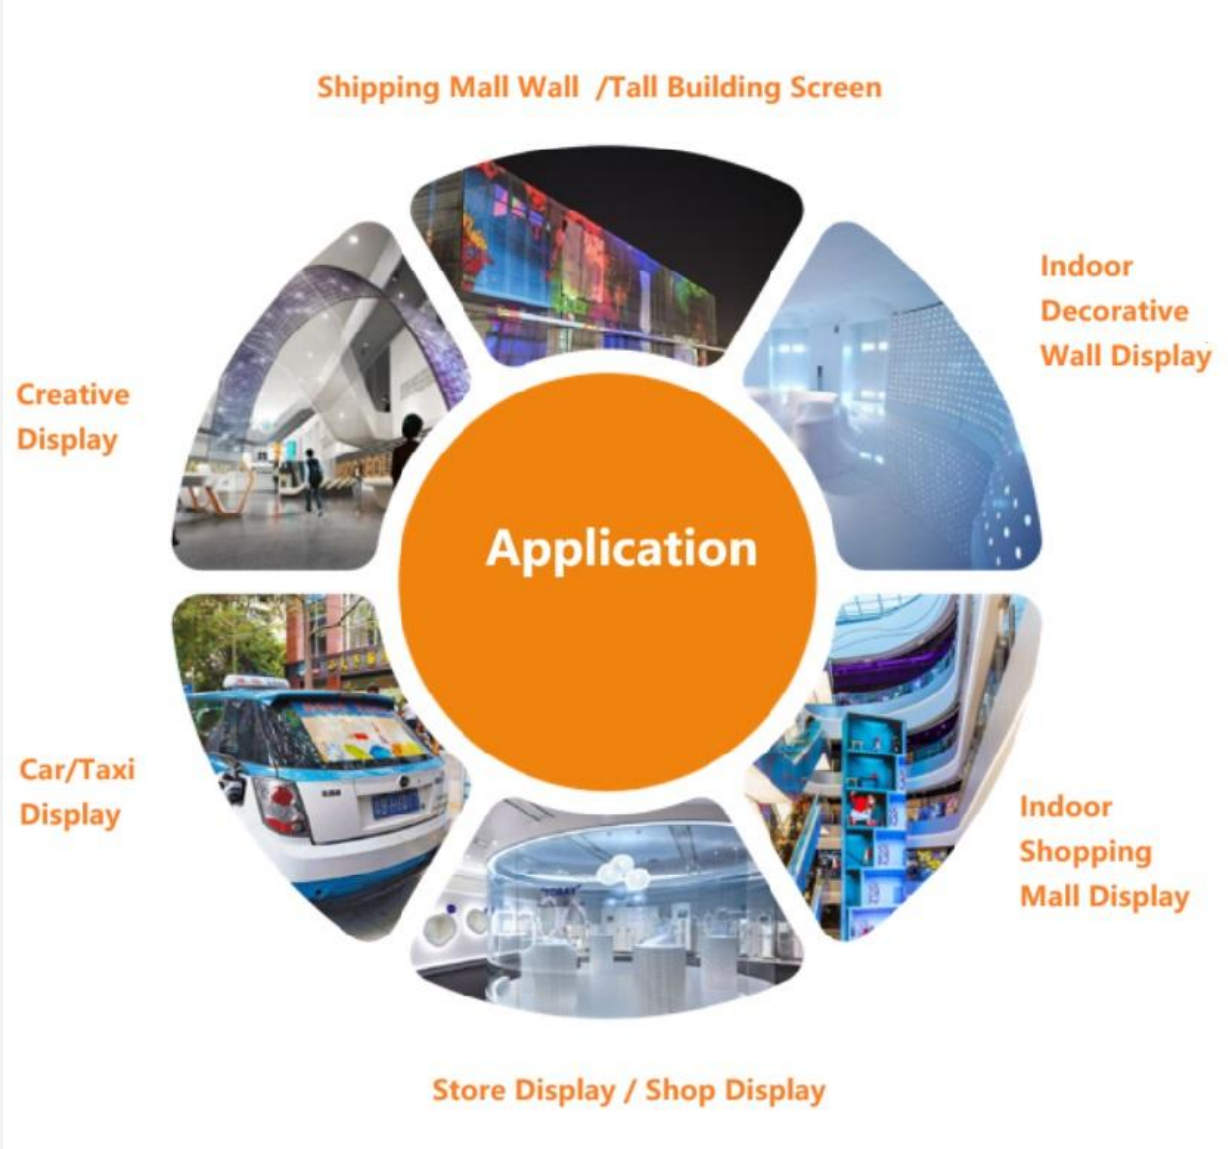 Shipping Mall Wall /Tall Building Screen
Indoor
Decorative
Wall Display
Creative
Display
Application
Car/Taxi
Display
Indoor
Shopping
Mall Display
Store Display / Shop Display